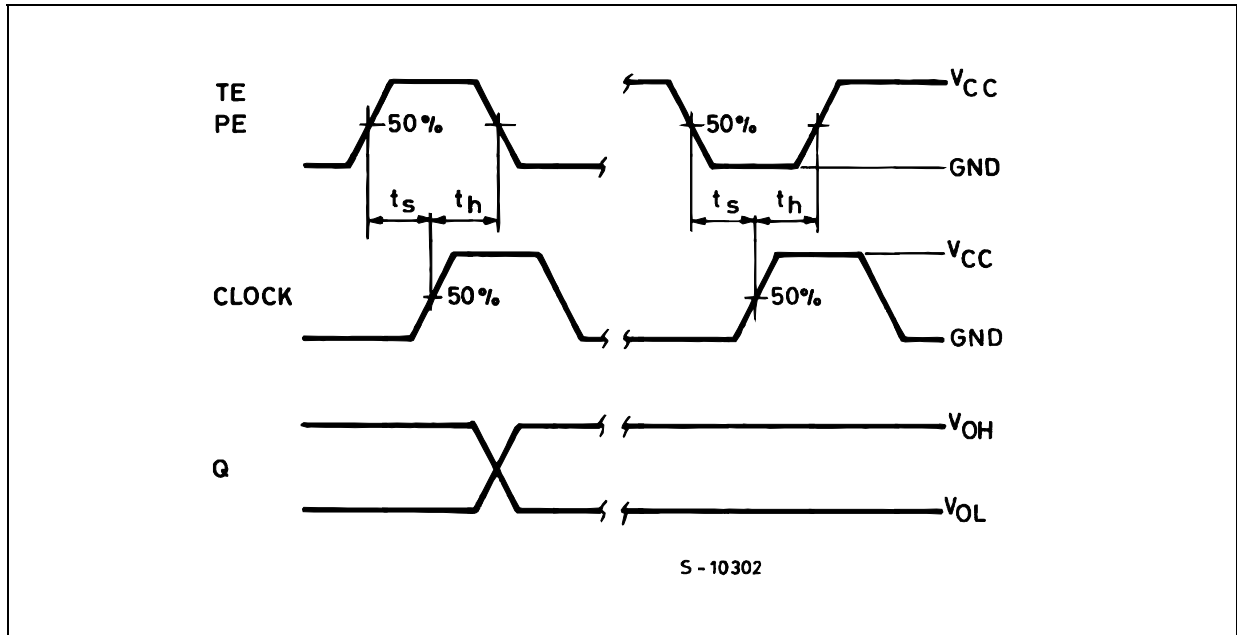 TE
PE
50%
50%
VCC
GND
ts
th
ts
th
CLOCK
50%
50%
VCC
GND
Q
VOH
VOL
S-10302